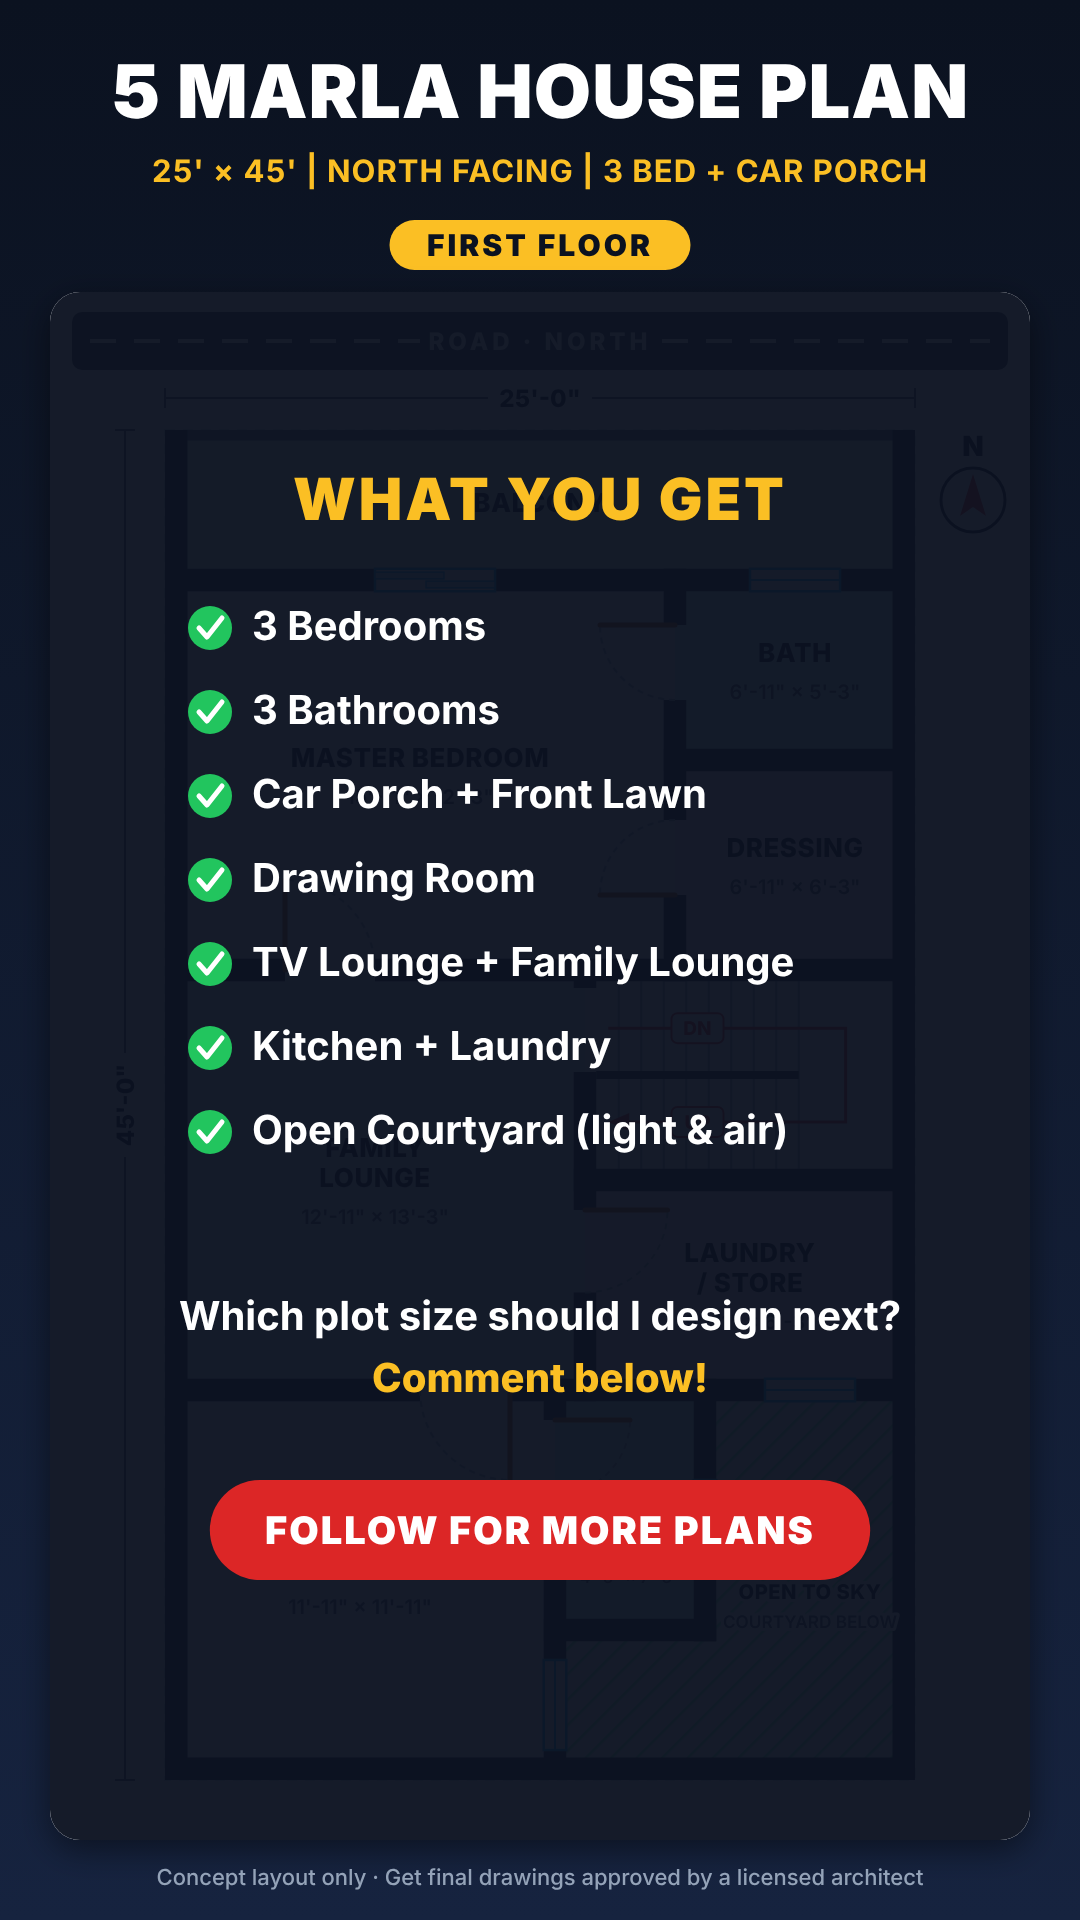 5 MARLA HOUSE PLAN
25' × 45' | NORTH FACING | 3 BED + CAR PORCH
FIRST FLOOR
ROAD · NORTH
25'-0"
N
WHAT YOU GET
3 Bedrooms
BATH
6'-11" × 5'-3"
3 Bathrooms
MASTER BEDROOM
Car Porch + Front Lawn
DRESSING
6'-11" × 6'-3"
Drawing Room
TV Lounge + Family Lounge
DN
Kitchen + Laundry
45'-0"
Open Courtyard (light & air)
FAMILY
LOUNGE
12'-11" × 13'-3"
LAUNDRY
/ STORE
Which plot size should I design next?
Comment below!
FOLLOW FOR MORE PLANS
OPEN TO SKY
COURTYARD BELOW
11'-11" × 11'-11"
Concept layout only · Get final drawings approved by a licensed architect